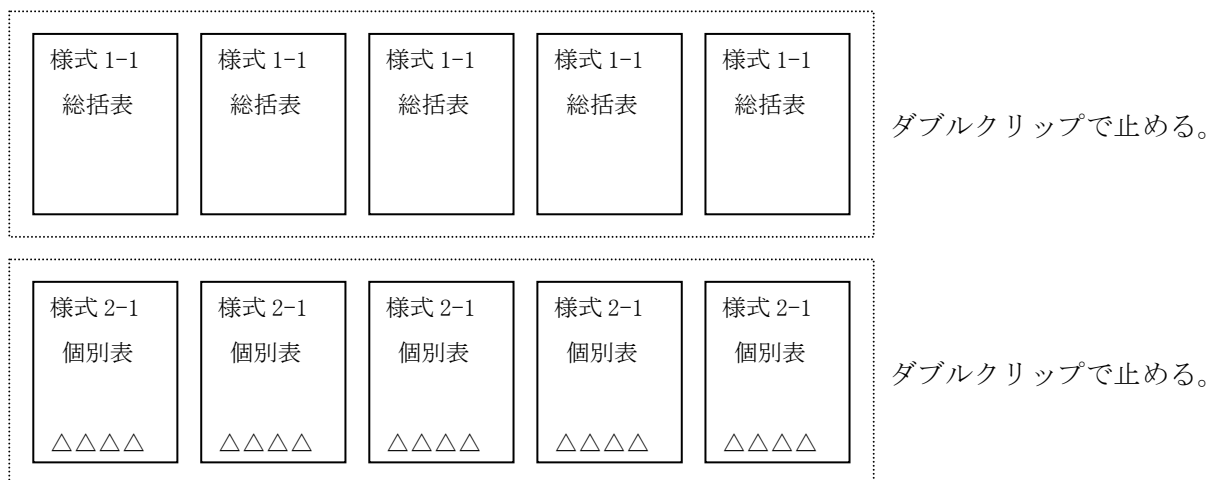 様式 1-1 様式 1-1 様式 1-1 様式 1-1 様式 1-1
総括表 総括表 総括表 総括表 総括表
ダブルクリップで止める。
様式 2-1 様式 2-1 様式 2-1 様式 2-1 様式 2-1
個別表 個別表 個別表 個別表 個別表
ダブルクリップで止める。
△△△△ △△△△ △△△△ △△△△ △△△△